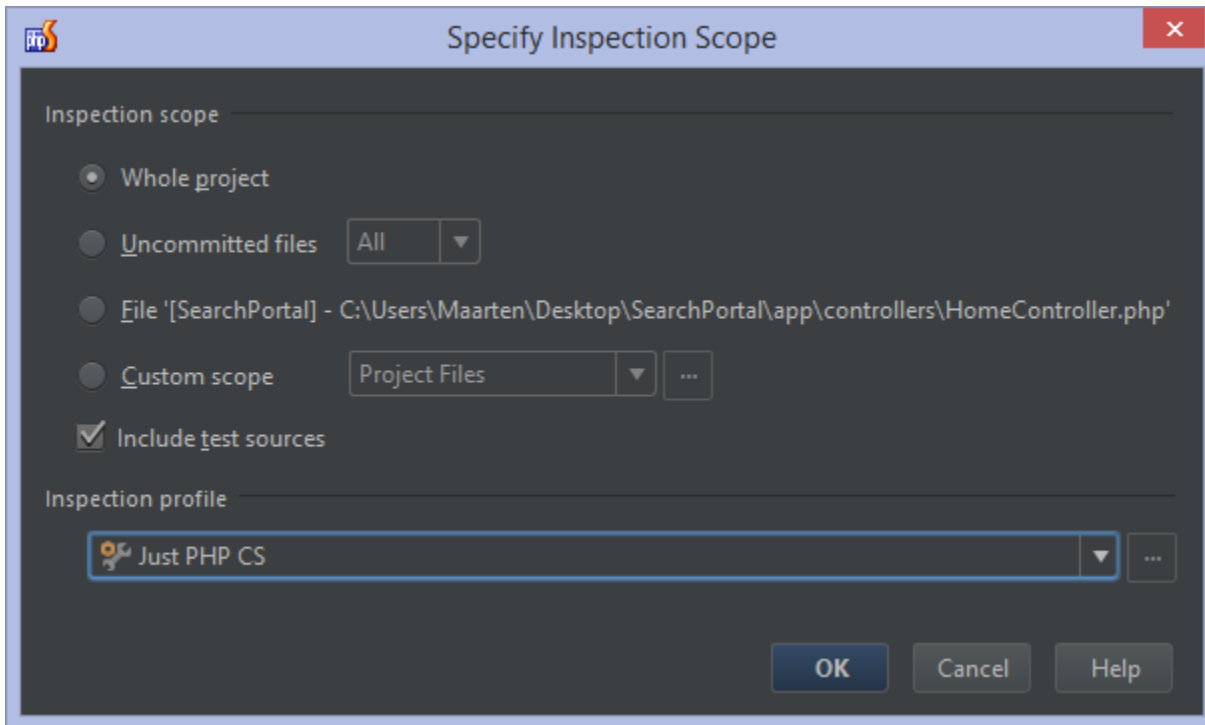 php
Specify Inspection Scope
Inspection scope
Whole project
Uncommitted files All
File '[SearchPortal] - C:\Users\Maarten\Desktop\SearchPortal\app\controllers\HomeController.php'
Custom scope Project Files ...
Include test sources
Inspection profile
Just PHP CS ...
OK Cancel Help